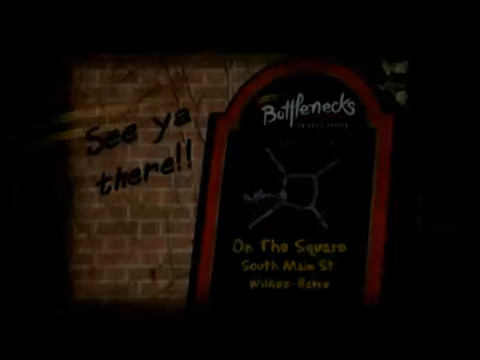 See ya
there!!
Bottlenecks
On The Square
South Main St
Wilkes-Barre